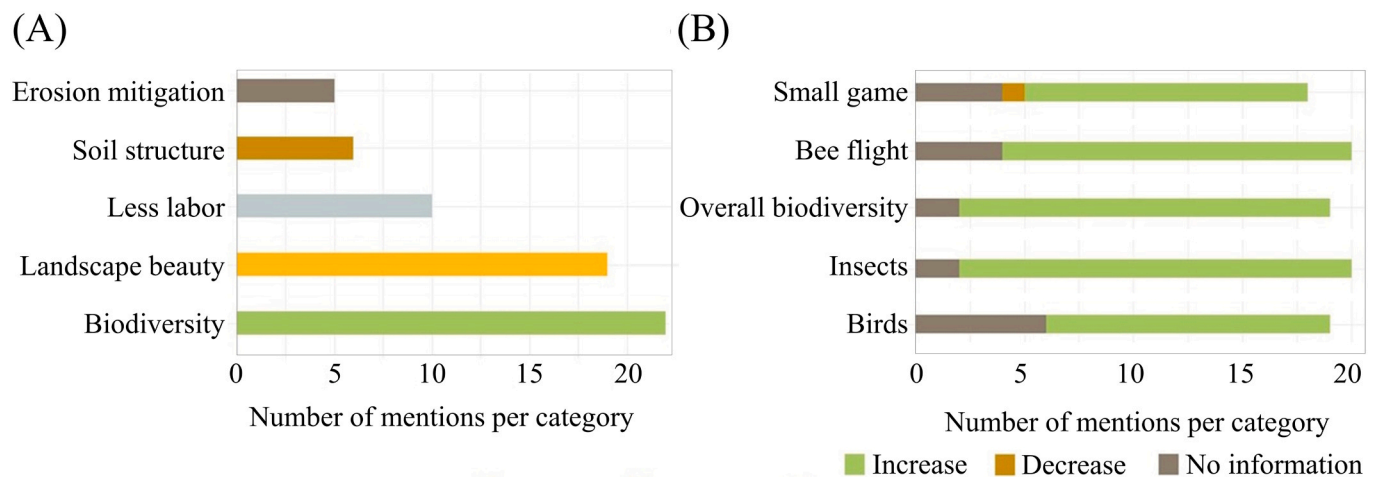 (A)
Erosion mitigation
Soil structure
Less labor
Landscape beauty
Biodiversity
0 5 10 15 20
Number of mentions per category
(B)
Small game
Bee flight
Overall biodiversity
Insects
Birds
0 5 10 15 20
Number of mentions per category
Increase Decrease No information